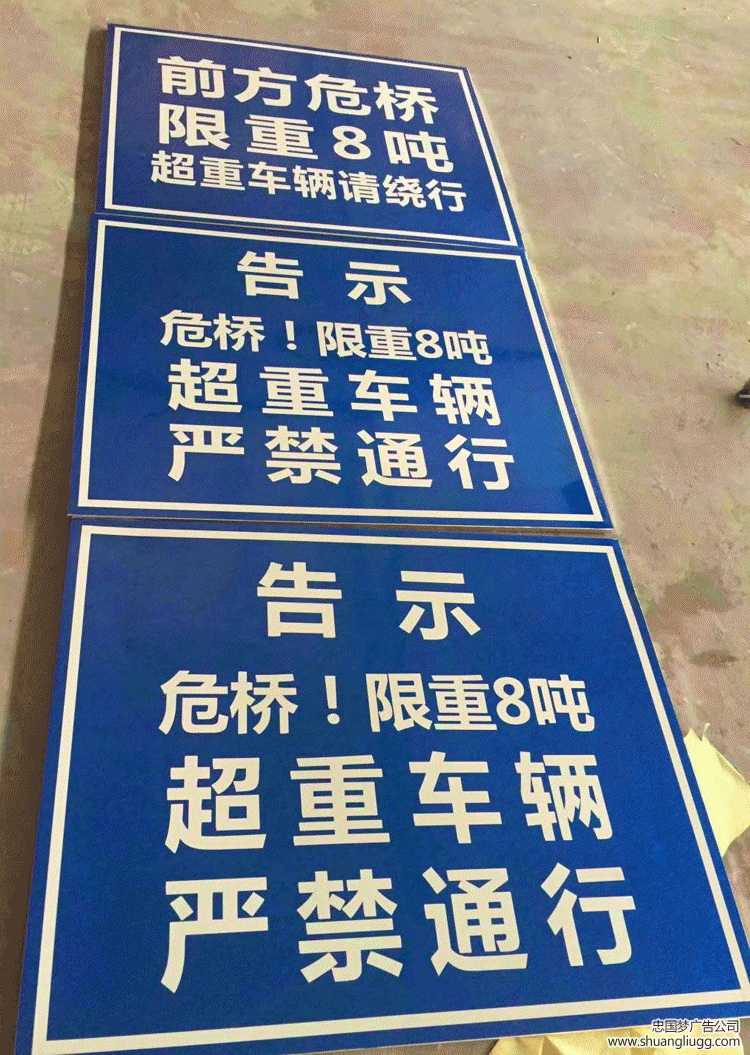 前方危桥
限重8吨
超重车辆请绕行
告示
危桥！限重8吨
超重车辆
严禁通行
告示
危桥！限重8吨
超重车辆
严禁通行
忠国梦广告公司
www.shuangliugg.com